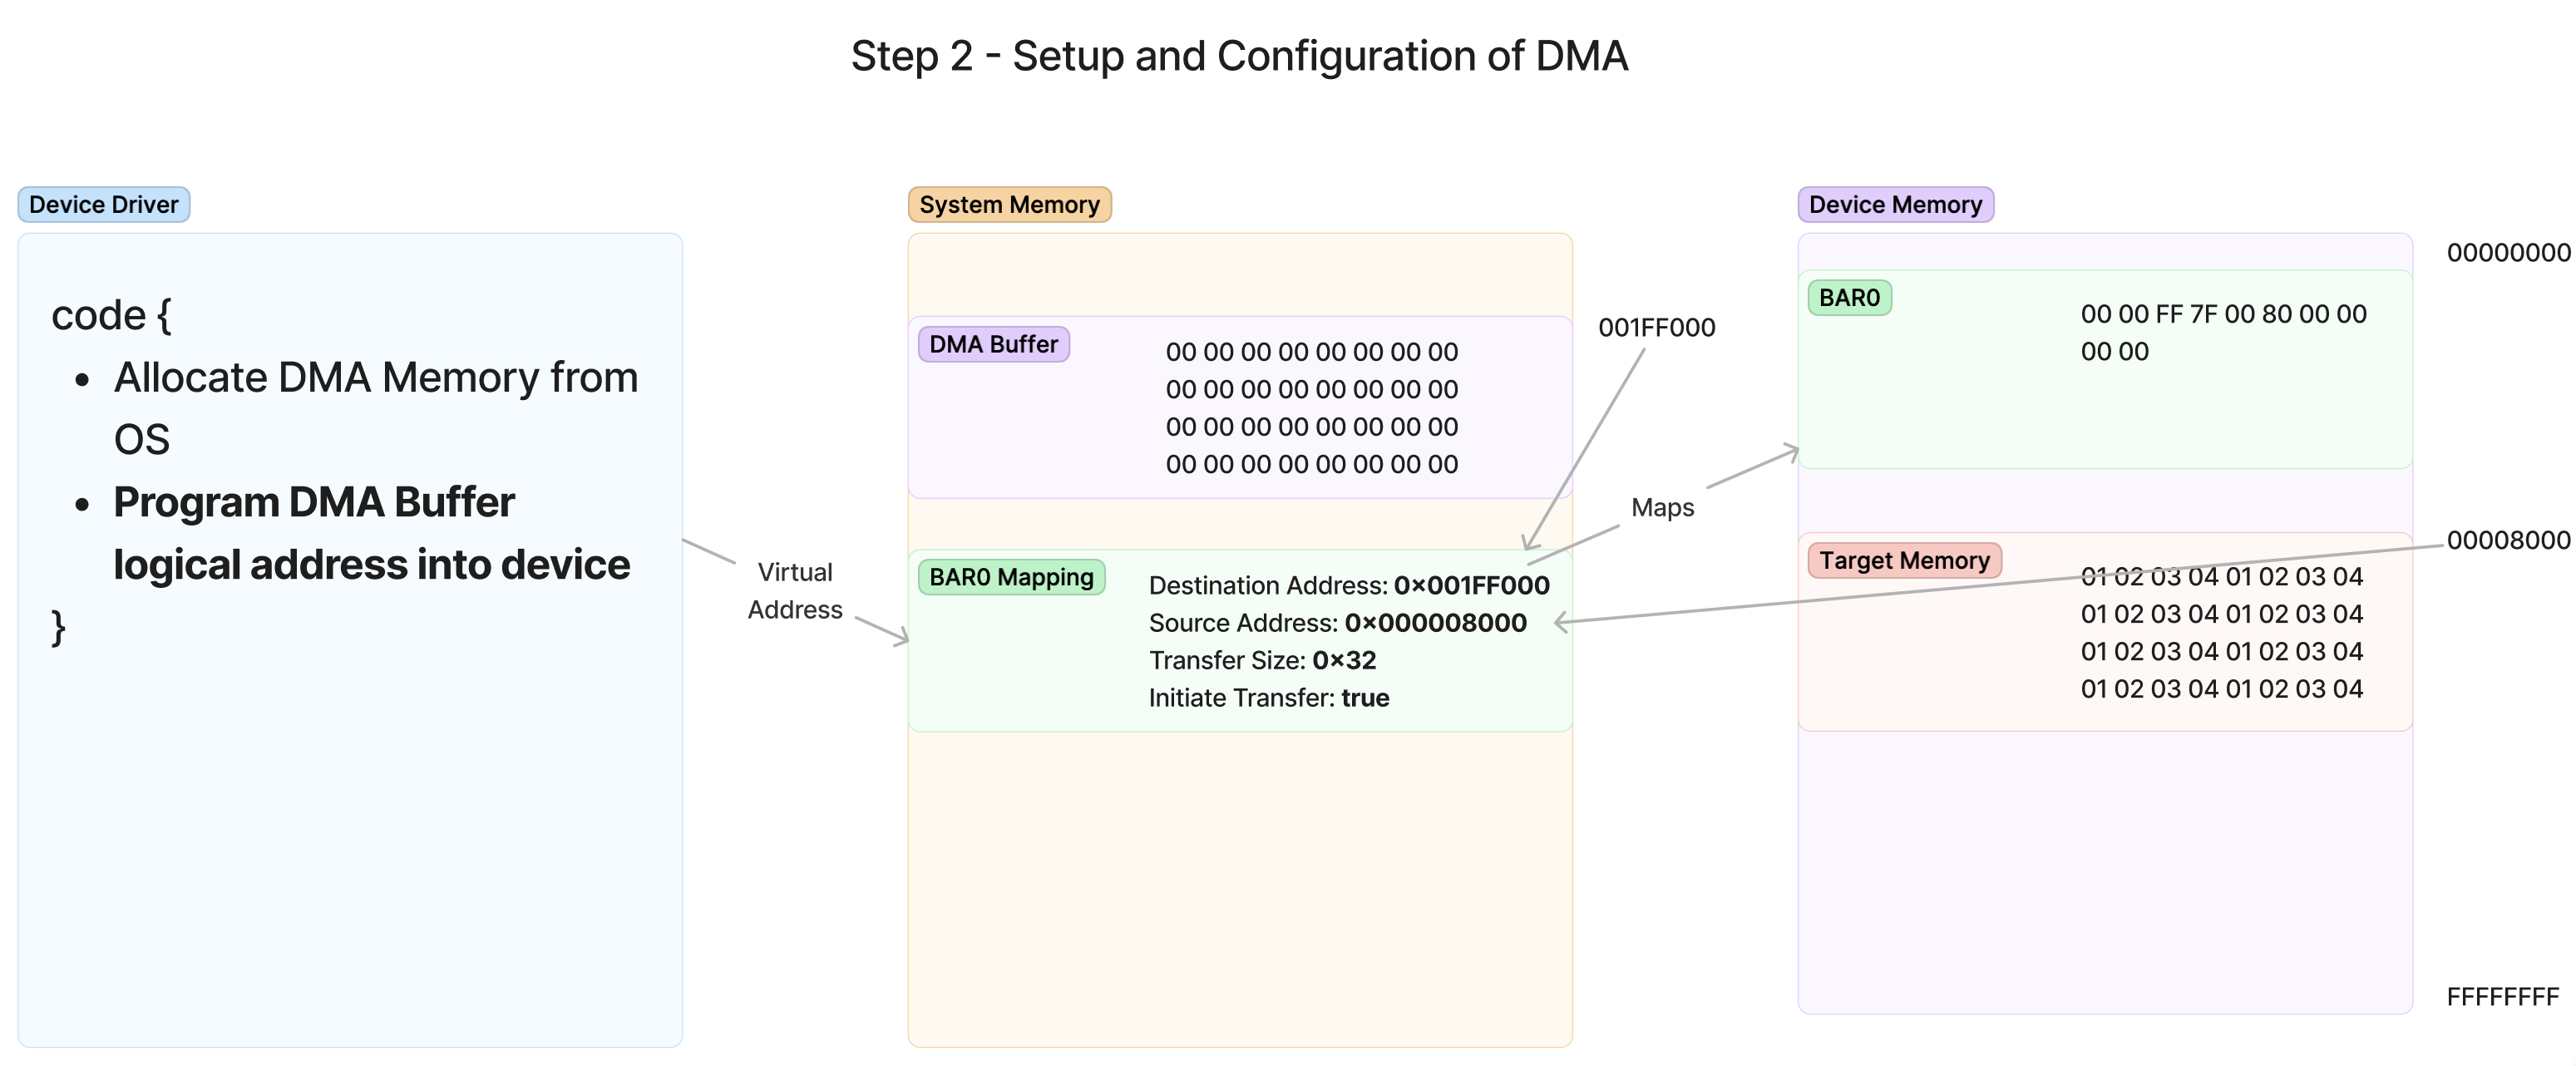 Step 2 - Setup and Configuration of DMA
Device Driver
code {
• Allocate DMA Memory from
OS
• Program DMA Buffer
logical address into device
}
Virtual
Address
System Memory
DMA Buffer
00 00 00 00 00 00 00 00
00 00 00 00 00 00 00 00
00 00 00 00 00 00 00 00
00 00 00 00 00 00 00 00
BAR0 Mapping
Destination Address: 0×001FF000
Source Address: 0×000008000
Transfer Size: 0×32
Initiate Transfer: true
001FF000
Maps
Device Memory
BAR0
00 00 FF 7F 00 80 00 00
00 00
Target Memory
01 02 03 04 01 02 03 04
01 02 03 04 01 02 03 04
01 02 03 04 01 02 03 04
01 02 03 04 01 02 03 04
00000000
00008000
FFFFFFFF